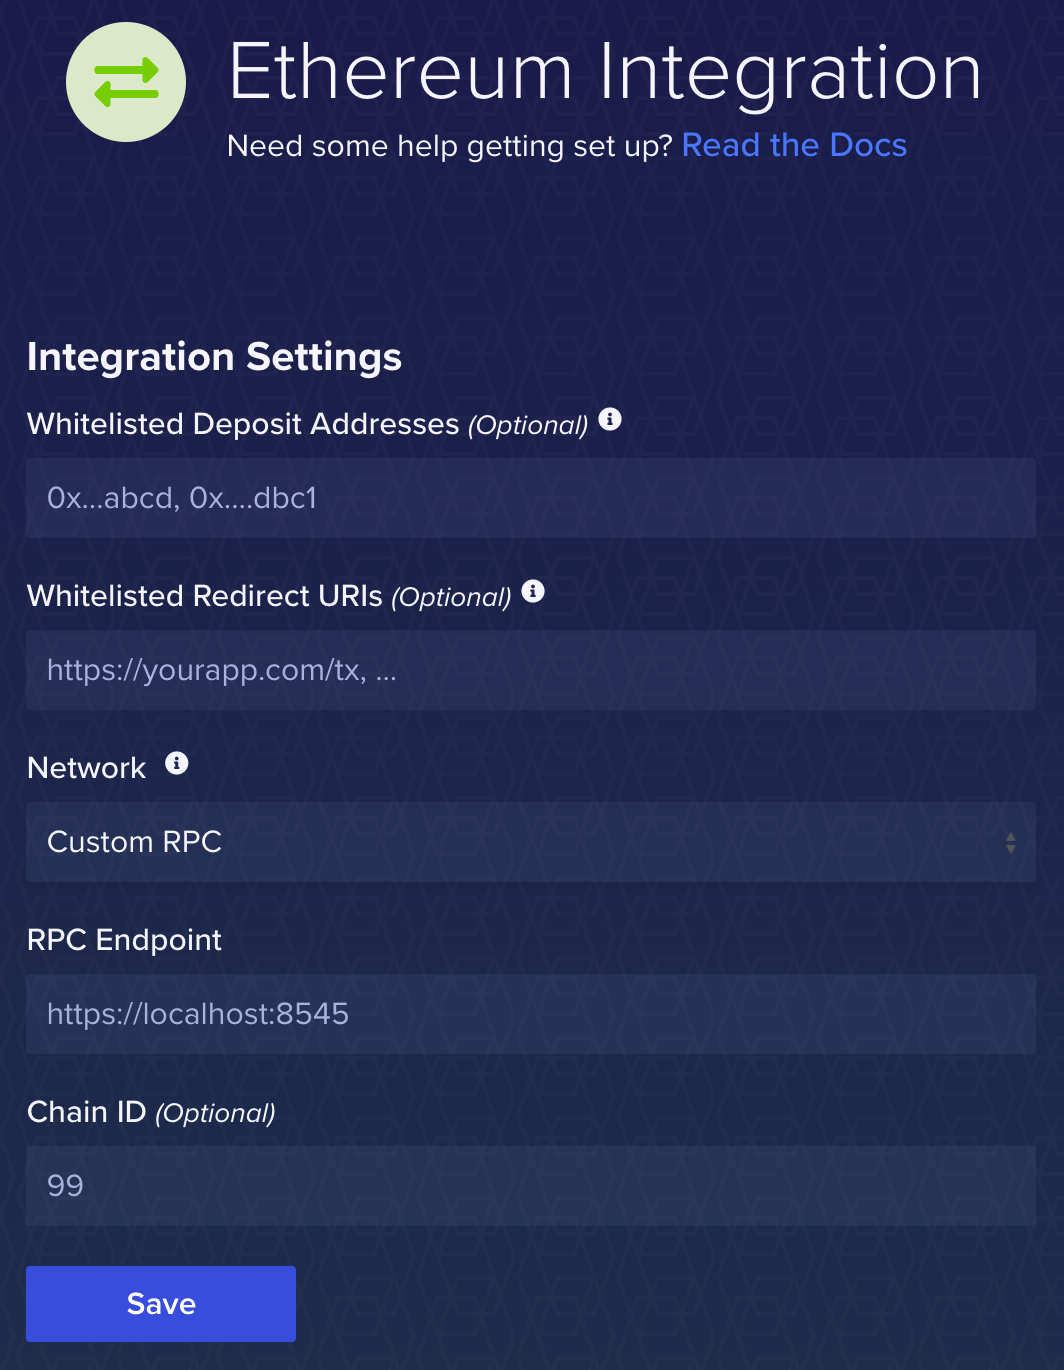 Ethereum Integration
Need some help getting set up? Read the Docs
Integration Settings
Whitelisted Deposit Addresses (Optional)
0x...abcd, 0x....dbc1
Whitelisted Redirect URIs (Optional)
https://yourapp.com/tx, ...
Network
Custom RPC
RPC Endpoint
https://localhost:8545
Chain ID (Optional)
99
Save